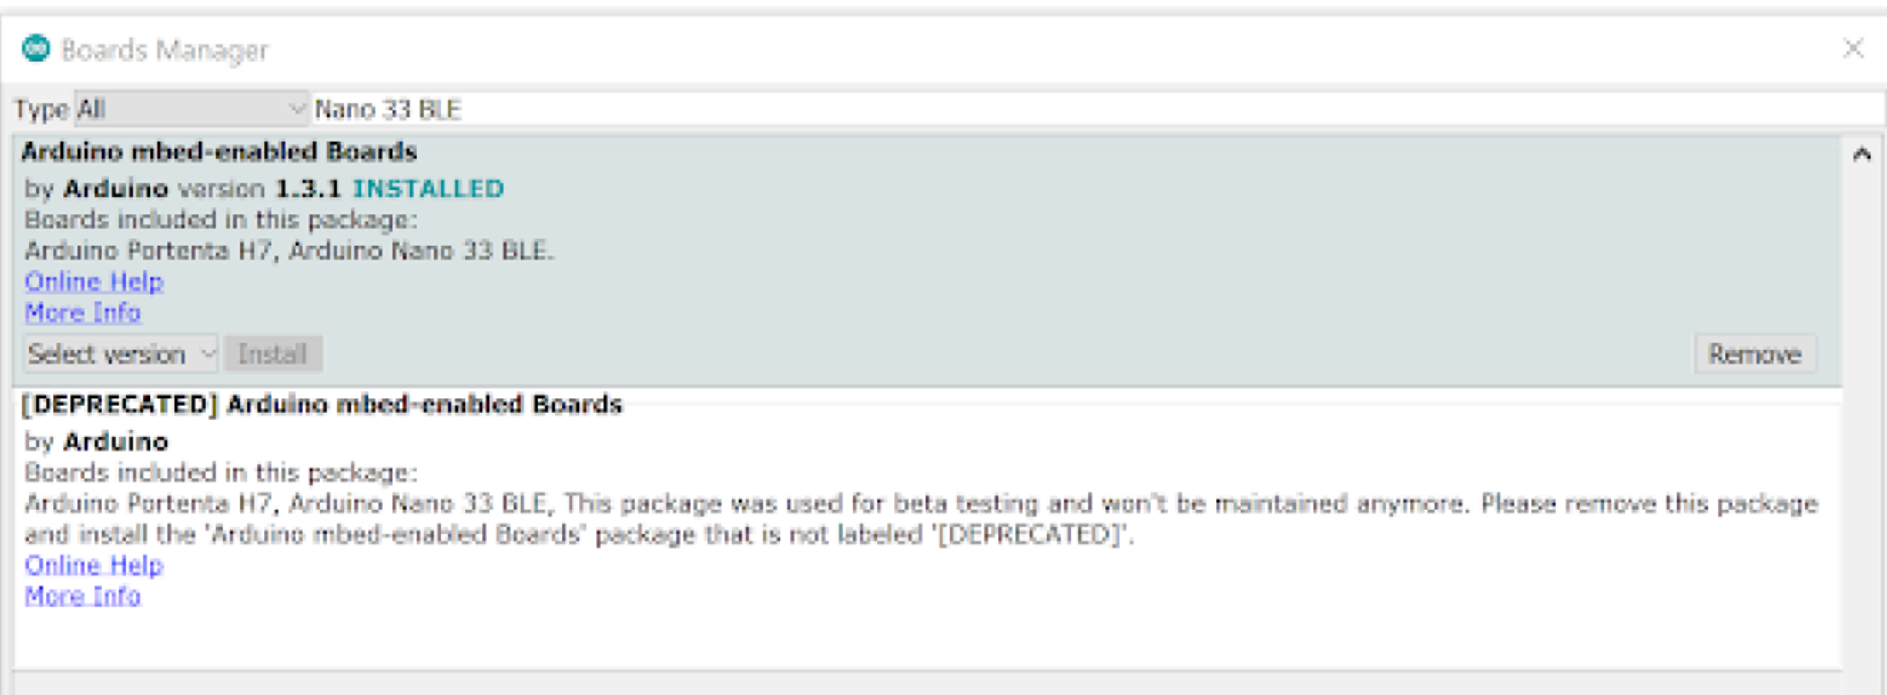 Boards Manager
Type All Nano 33 BLE
Arduino mbed-enabled Boards
by Arduino version 1.3.1 INSTALLED
Boards included in this package:
Arduino Portenta H7, Arduino Nano 33 BLE.
Online Help
More Info
Select version Install Remove
[DEPRECATED] Arduino mbed-enabled Boards
by Arduino
Boards included in this package:
Arduino Portenta H7, Arduino Nano 33 BLE, This package was used for beta testing and won't be maintained anymore. Please remove this package
and install the 'Arduino mbed-enabled Boards' package that is not labeled '[DEPRECATED]'.
Online Help
More Info